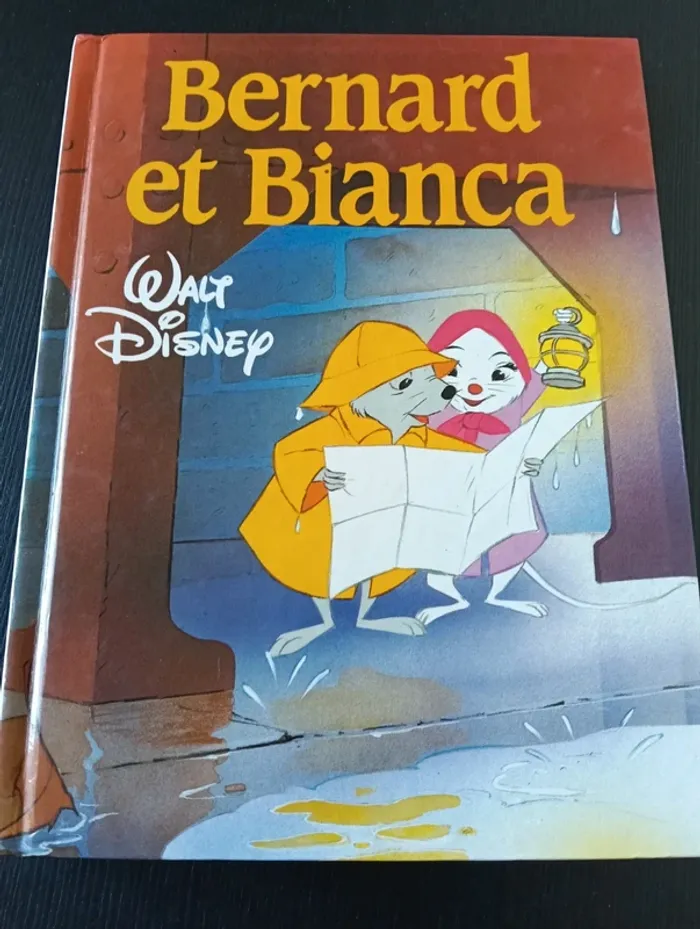 Bernard
et Bianca
Walt
Disney